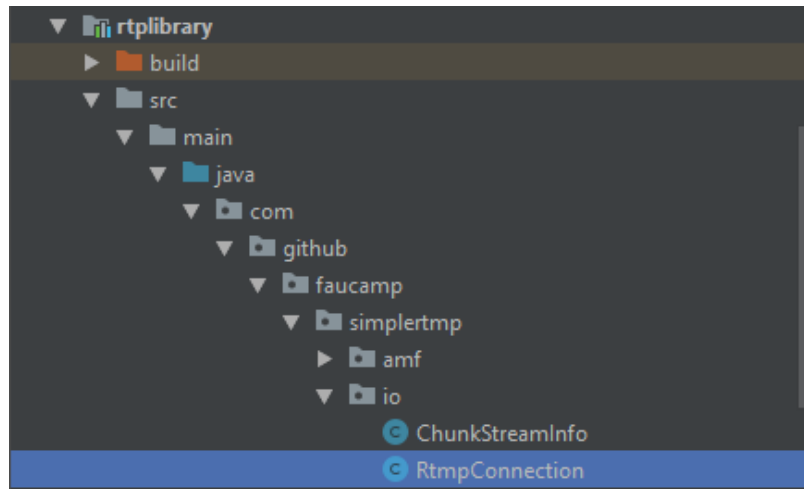 rtplibrary
build
src
main
java
com
github
faucamp
simplertmp
amf
io
C ChunkStreamInfo
C RtmpConnection